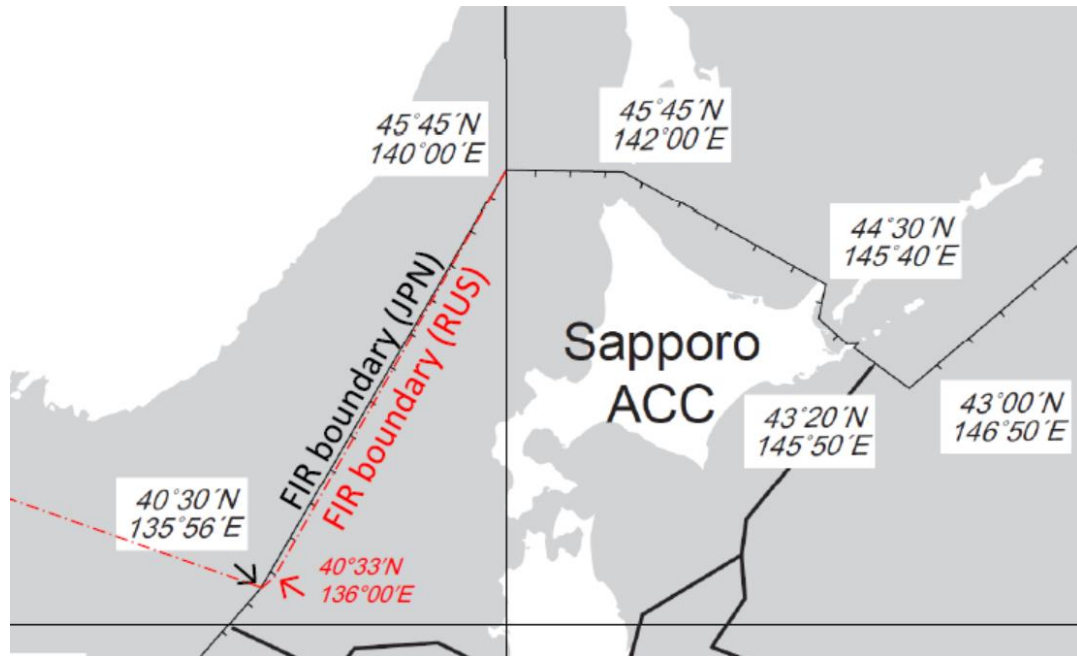 45°45´N
140°00´E
45°45´N
142°00´E
44°30´N
145°40´E
FIR boundary (JPN)
FIR boundary (RUS)
Sapporo
ACC
43°20´N
145°50´E
43°00´N
146°50´E
40°30´N
135°56´E
40°33´N
136°00´E